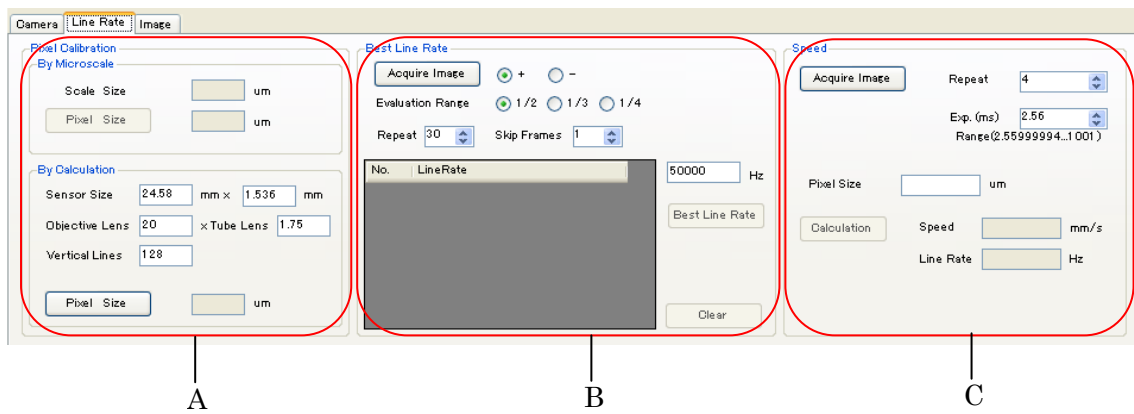 Camera Line Rate Image
Pixel Calibration
By Microscale
Scale Size um
Pixel Size um
By Calculation
Sensor Size 24.58 mm x 1.536 mm
Objective Lens 20 x Tube Lens 1.75
Vertical Lines 128
Pixel Size um
Best Line Rate
Acquire Image + -
Evaluation Range 1/2 1/3 1/4
Repeat 30 Skip Frames 1
No. LineRate
50000 Hz
Best Line Rate
Clear
Speed
Acquire Image Repeat 4
Exp. (ms) 2.56
Range(2.55999994...1001)
Pixel Size um
Calculation Speed mm/s
Line Rate Hz
A B C